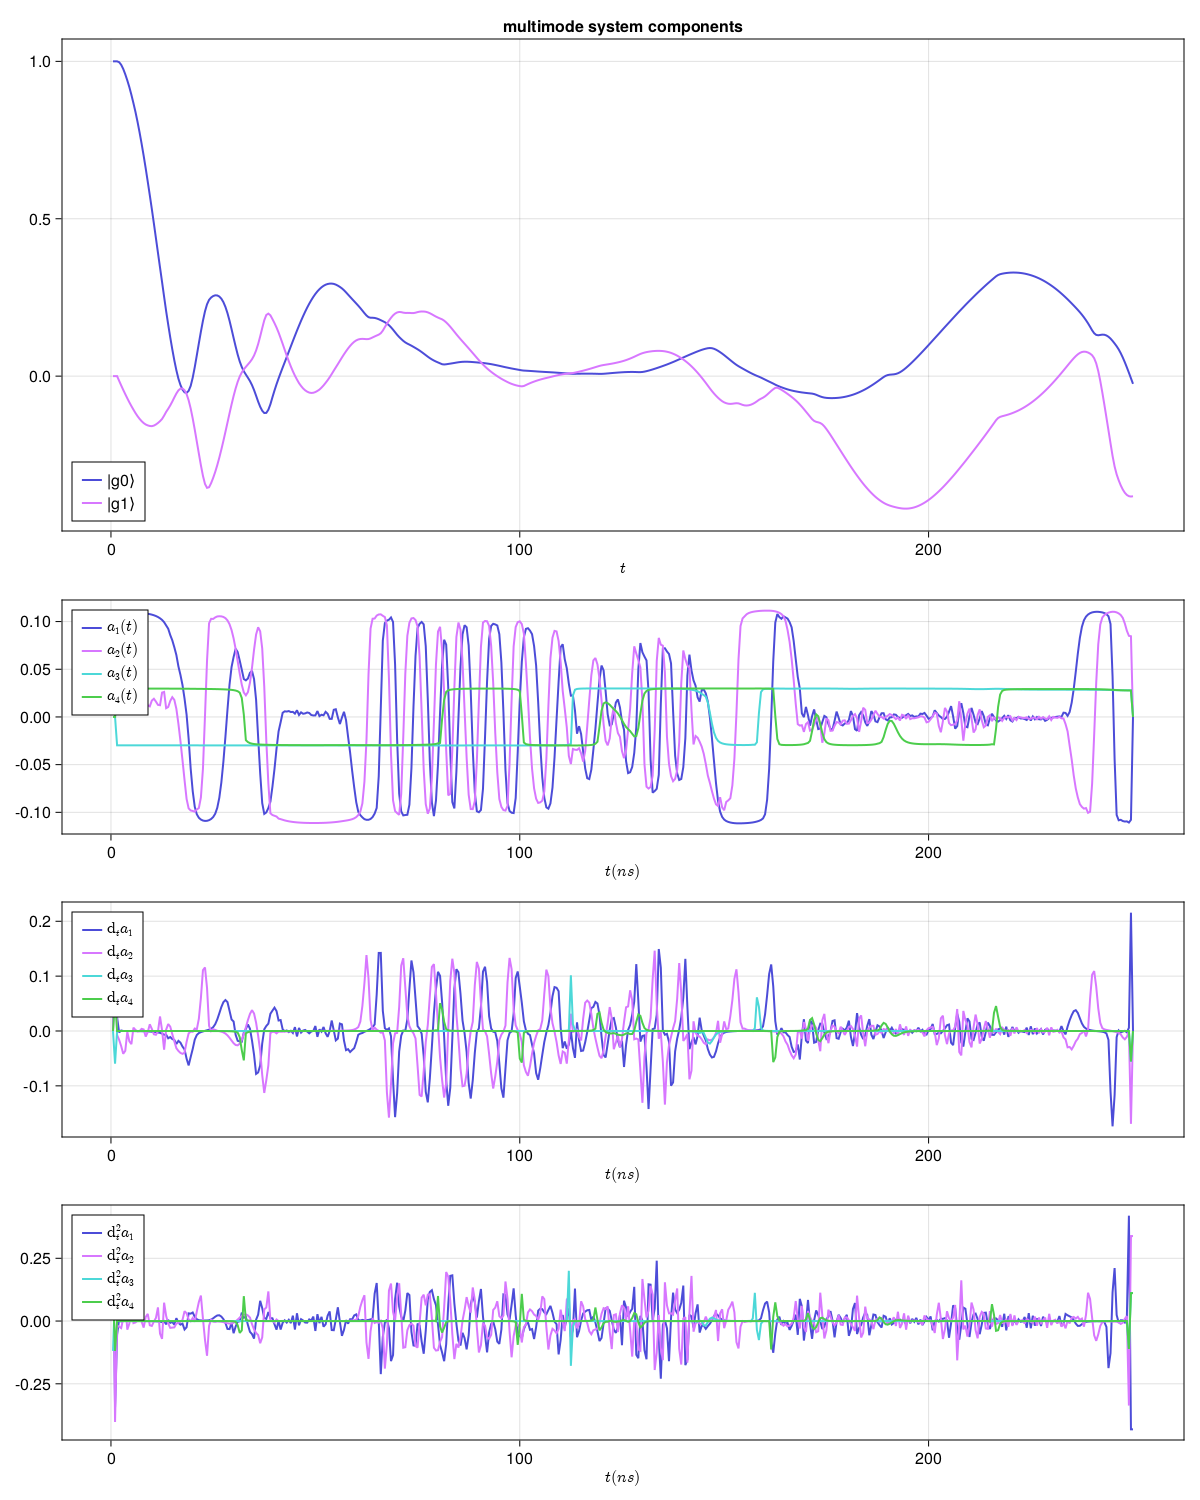 multimode system components
1.0
0.5
0.0
|g0⟩
|g1⟩
0 100 200
t
0.10
0.05
0.00
-0.05
-0.10
a₁(t)
a₂(t)
a₃(t)
a₄(t)
0 100 200
t(ns)
0.2
0.1
0.0
-0.1
dₜa₁
dₜa₂
dₜa₃
dₜa₄
0 100 200
t(ns)
0.25
0.00
-0.25
d²ₜa₁
d²ₜa₂
d²ₜa₃
d²ₜa₄
0 100 200
t(ns)